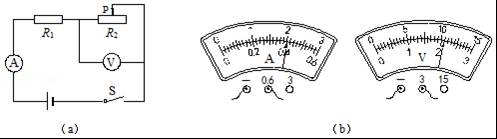 R₁ P R₂
A V
S
0 1 2 3
0 0.2 0.4 0.6
A
— 0.6 3
0 5 10 15
0 1 2 3
V
— 3 15
(a) (b)